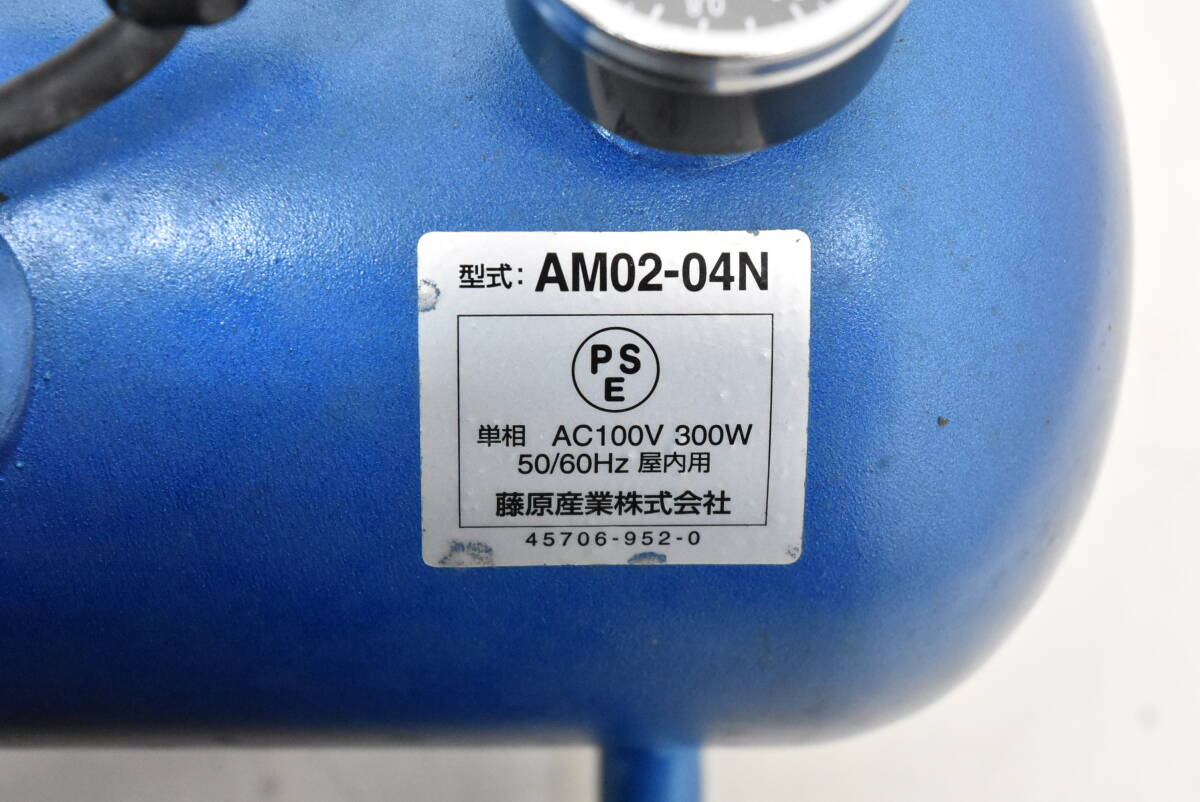 型式: AM02-04N
PS
E
単相 AC100V 300W
50/60Hz 屋内用
藤原産業株式会社
45706-952-0